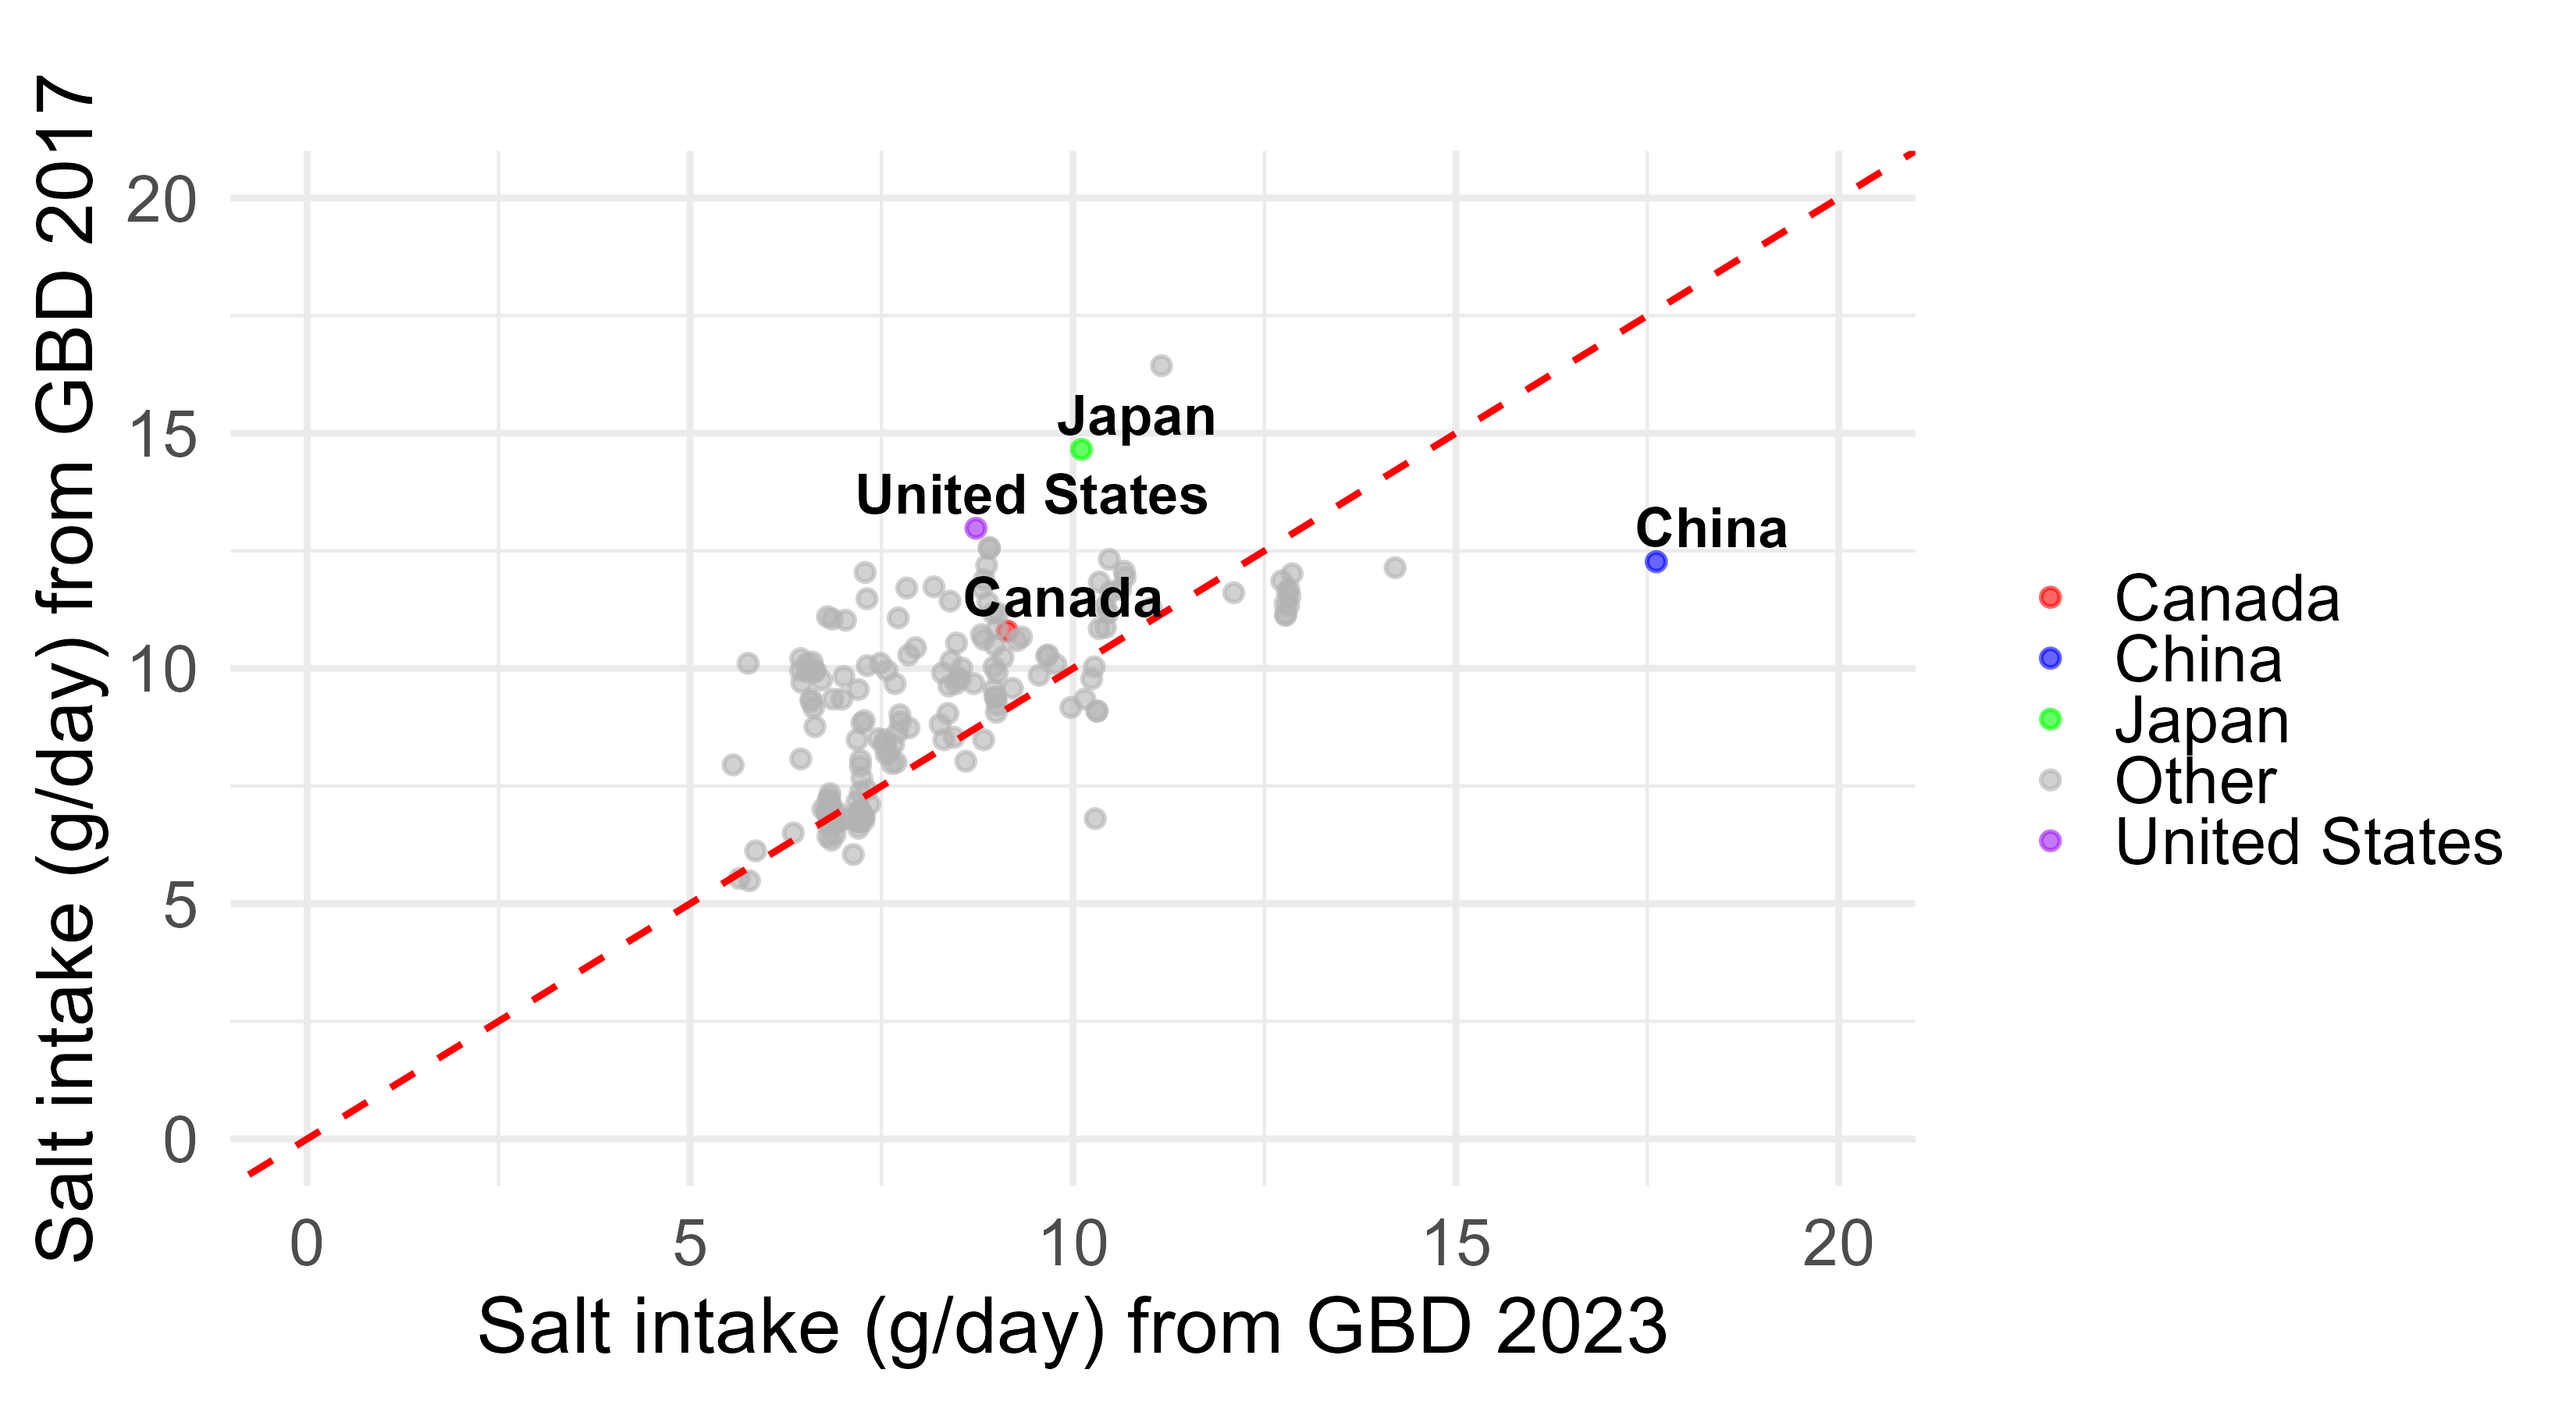 Salt intake (g/day) from GBD 2017
20
15
10
5
0
Japan
United States
China
Canada
0 5 10 15 20
Salt intake (g/day) from GBD 2023
Canada
China
Japan
Other
United States